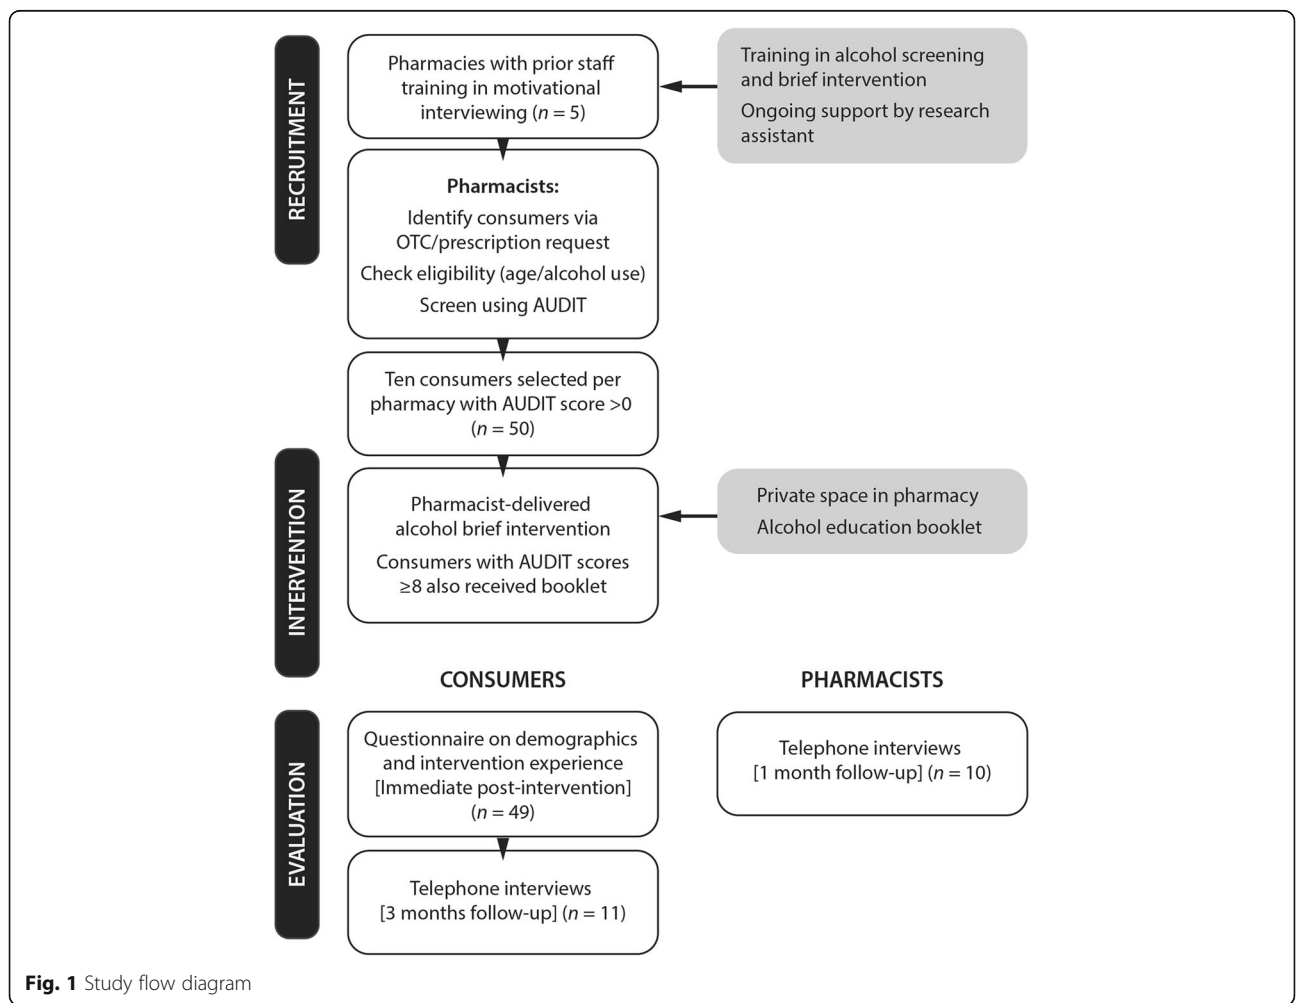 RECRUITMENT
Pharmacies with prior staff
training in motivational
interviewing (n = 5)
Training in alcohol screening
and brief intervention
Ongoing support by research
assistant
Pharmacists:
Identify consumers via
OTC/prescription request
Check eligibility (age/alcohol use)
Screen using AUDIT
Ten consumers selected per
pharmacy with AUDIT score >0
(n = 50)
INTERVENTION
Pharmacist-delivered
alcohol brief intervention
Consumers with AUDIT scores
≥8 also received booklet
Private space in pharmacy
Alcohol education booklet
CONSUMERS
PHARMACISTS
EVALUATION
Questionnaire on demographics
and intervention experience
[Immediate post-intervention]
(n = 49)
Telephone interviews
[1 month follow-up] (n = 10)
Telephone interviews
[3 months follow-up] (n = 11)
Fig. 1 Study flow diagram